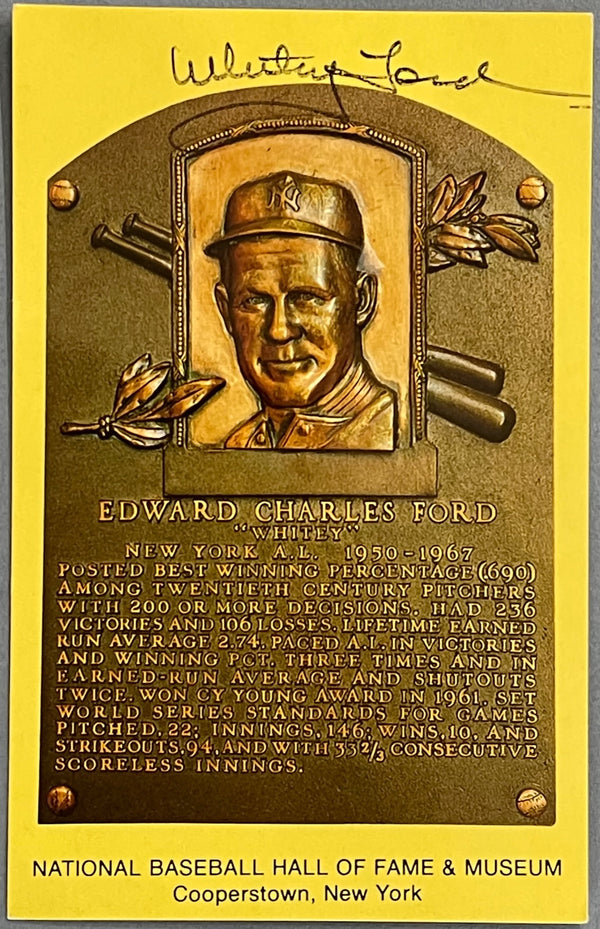 Whitey Ford
NY
EDWARD CHARLES FORD
"WHITEY"
NEW YORK A.L. 1950-1967
POSTED BEST WINNING PERCENTAGE (.690)
AMONG TWENTIETH CENTURY PITCHERS
WITH 200 OR MORE DECISIONS. HAD 236
VICTORIES AND 106 LOSSES. LIFETIME EARNED
RUN AVERAGE 2.74. PACED A.L. IN VICTORIES
AND WINNING PCT. THREE TIMES AND IN
EARNED-RUN AVERAGE AND SHUTOUTS
TWICE. WON CY YOUNG AWARD IN 1961. SET
WORLD SERIES STANDARDS FOR GAMES
PITCHED, 22; INNINGS, 146; WINS, 10, AND
STRIKEOUTS, 94, AND WITH 33 2/3 CONSECUTIVE
SCORELESS INNINGS.
NATIONAL BASEBALL HALL OF FAME & MUSEUM
Cooperstown, New York